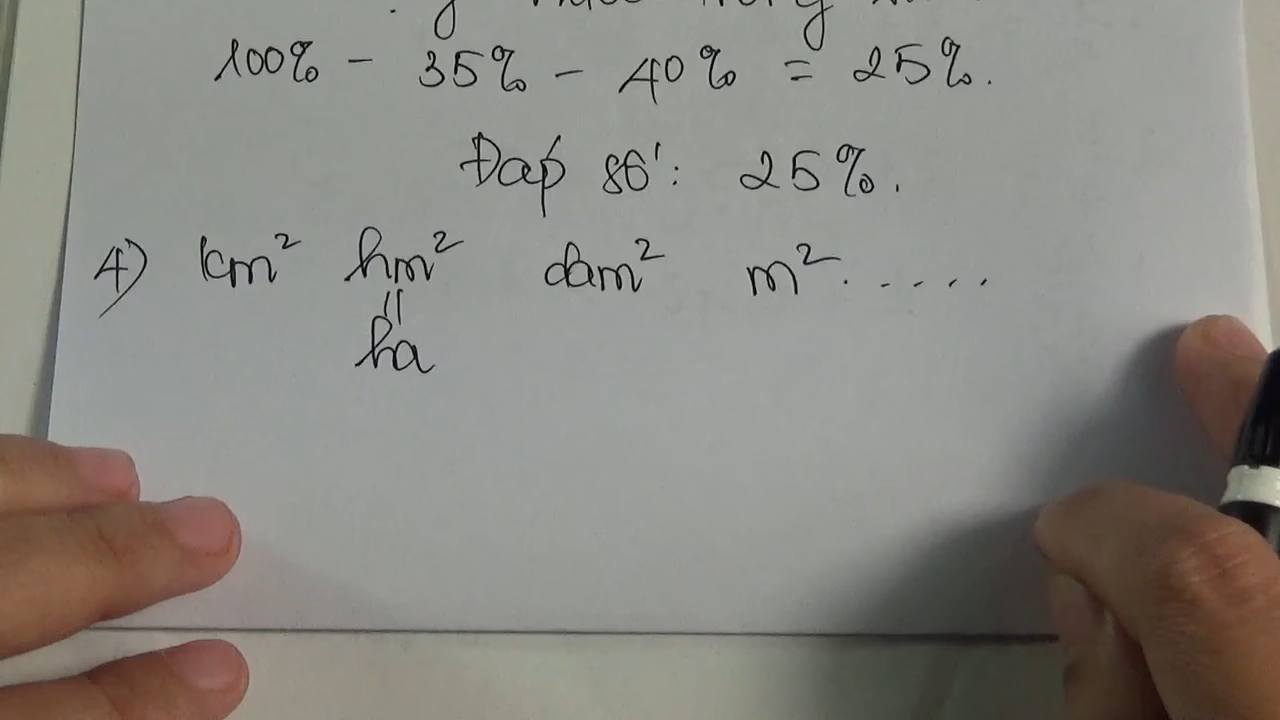 100% - 35% - 40% = 25%.
Đáp số: 25%.
4) km² hm² dam² m².....
||
ha